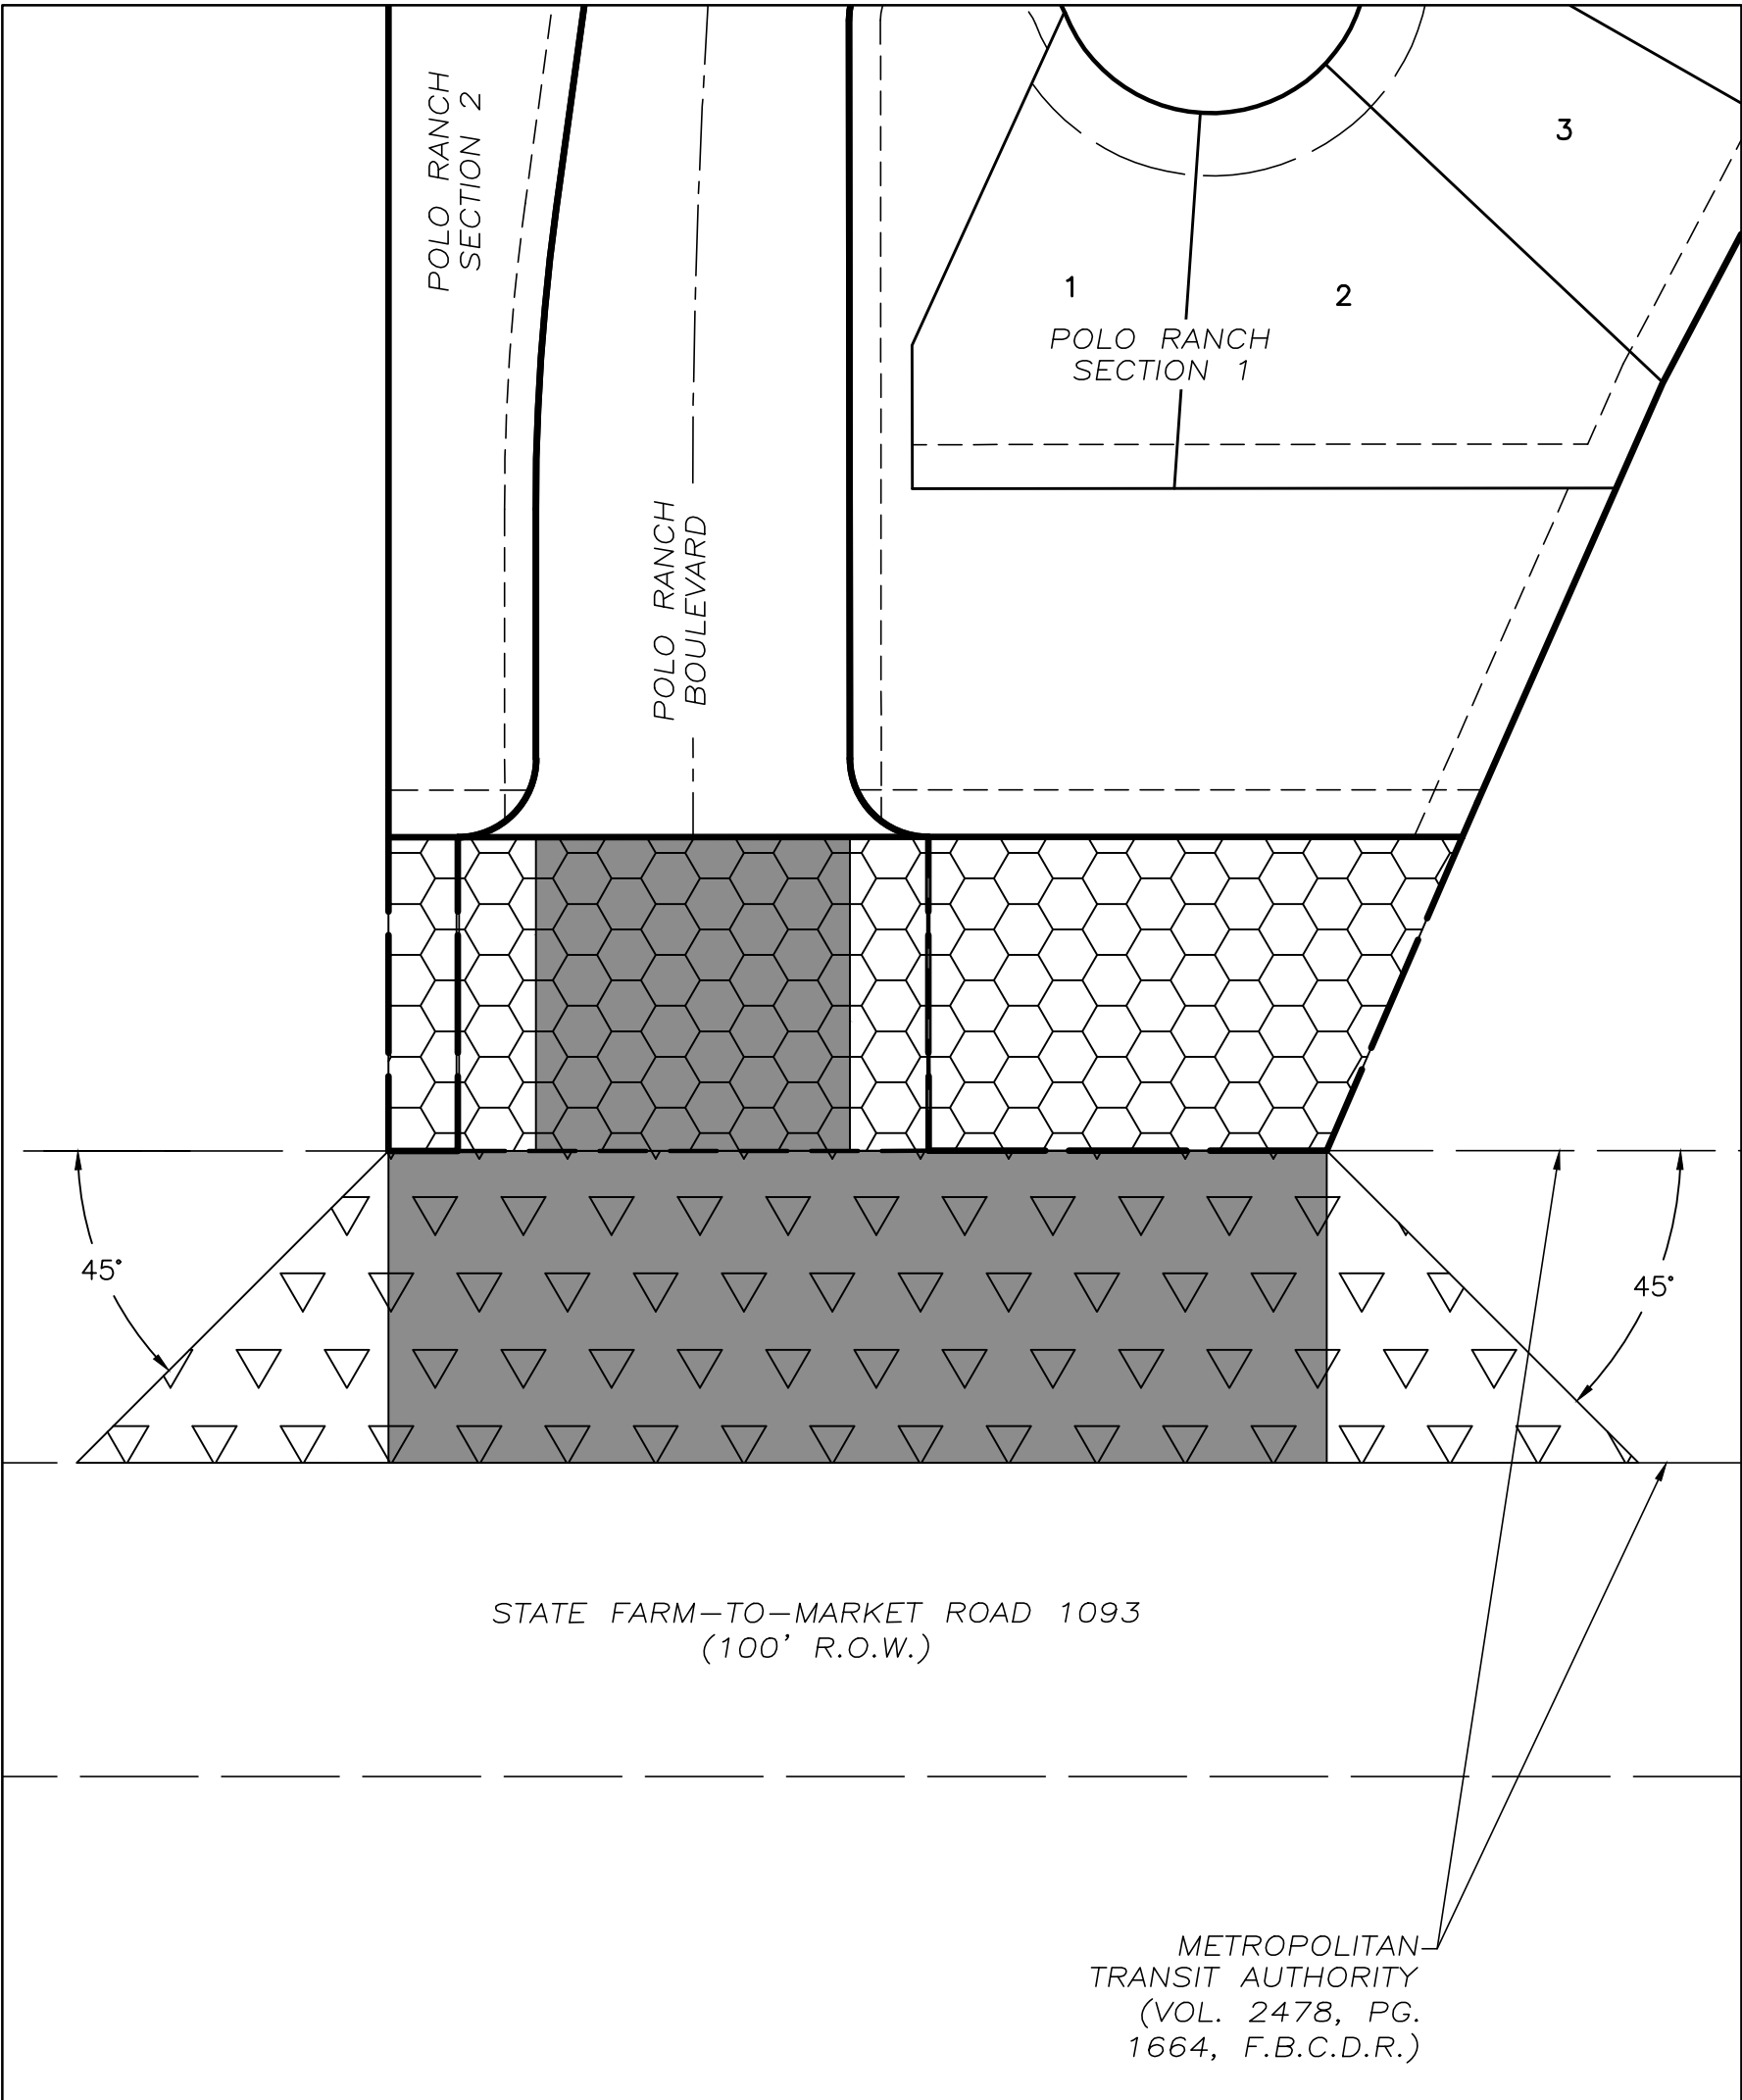 POLO RANCH
SECTION 2
3
1
2
POLO RANCH
SECTION 1
POLO RANCH
BOULEVARD
45°
45°
STATE FARM-TO-MARKET ROAD 1093
(100' R.O.W.)
METROPOLITAN
TRANSIT AUTHORITY
(VOL. 2478, PG.
1664, F.B.C.D.R.)